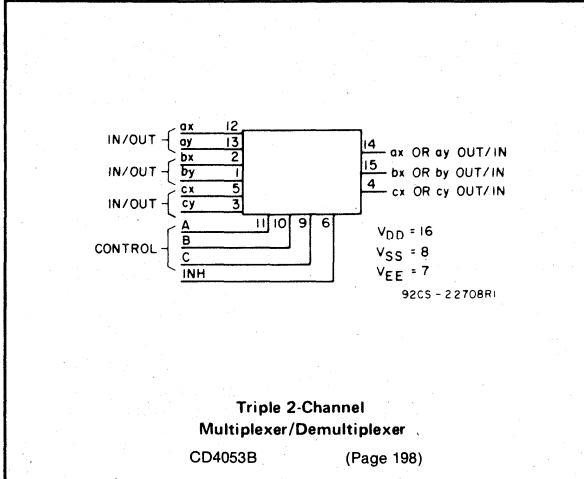 ax 12
IN/OUT
ay 13
bx 2
IN/OUT
by 1
cx 5
IN/OUT
cy 3
14 ax OR ay OUT/IN
15 bx OR by OUT/IN
4 cx OR cy OUT/IN
A 11 10 9 6
B
CONTROL
C
INH
VDD = 16
VSS = 8
VEE = 7
92CS-22708RI
Triple 2-Channel
Multiplexer/Demultiplexer
CD4053B (Page 198)